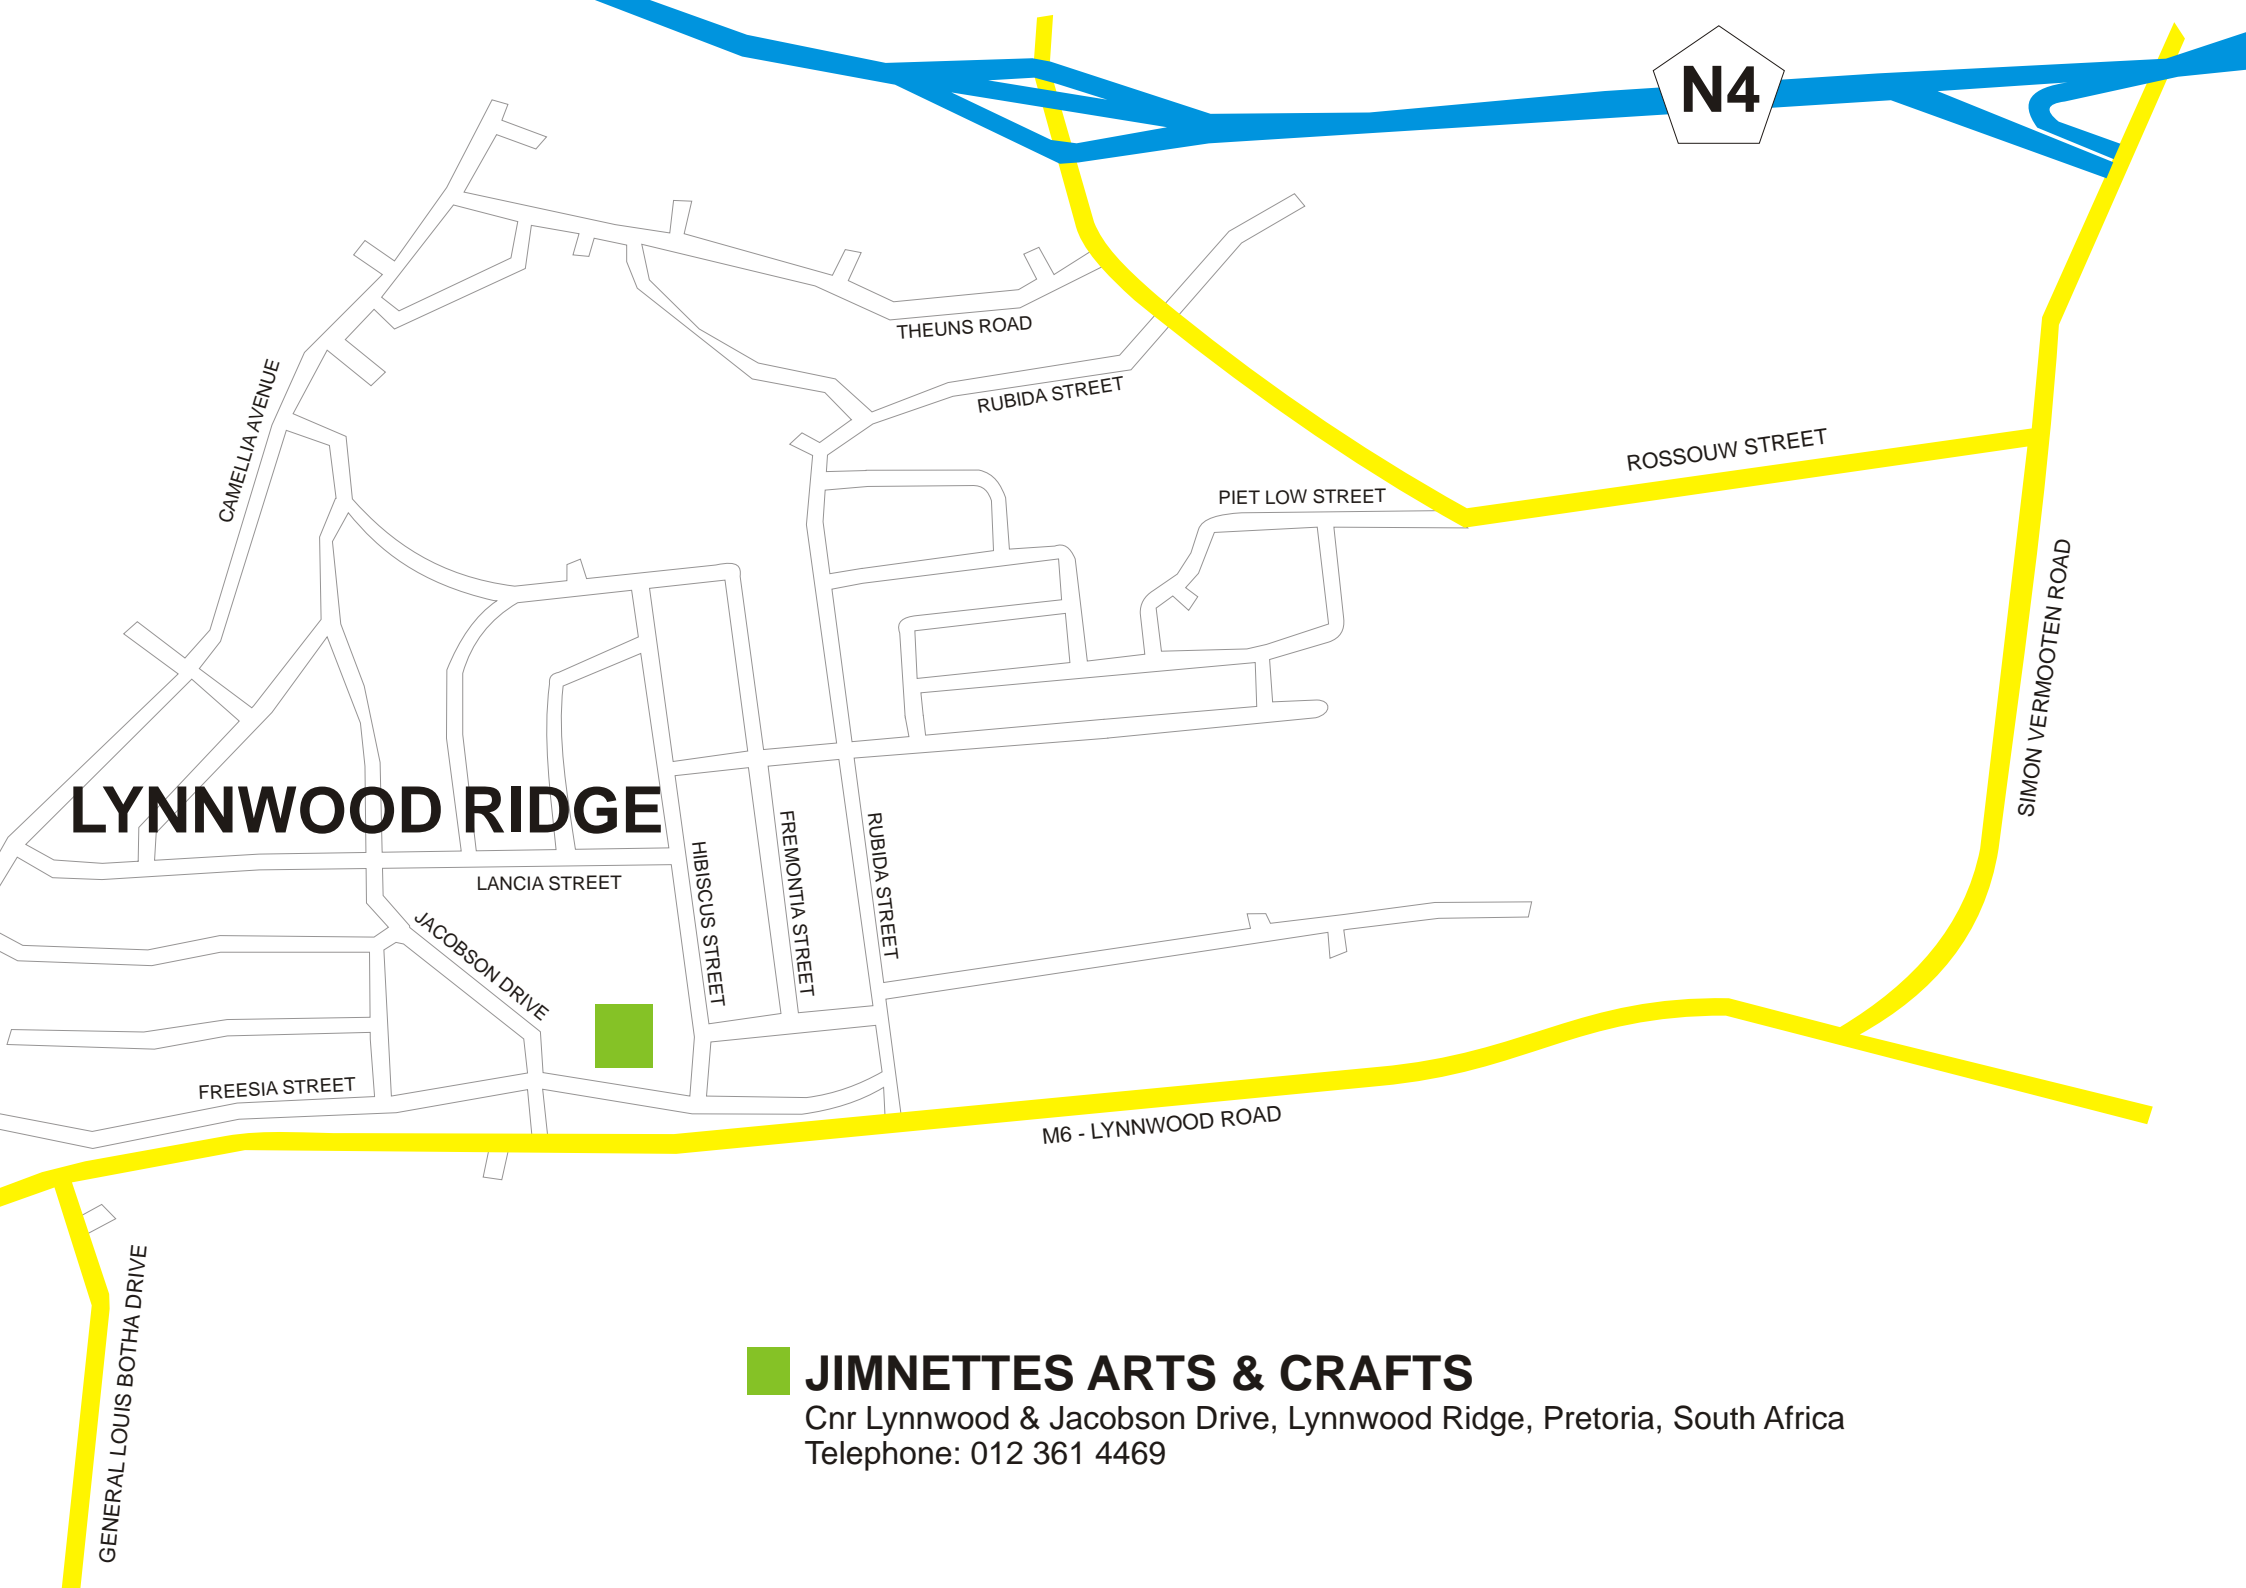 N4
THEUNS ROAD
CAMELLIA AVENUE
RUBIDA STREET
ROSSOUW STREET
PIET LOW STREET
SIMON VERMOOTEN ROAD
LYNNWOOD RIDGE
HIBISCUS STREET
FREMONTIA STREET
RUBIDA STREET
LANCIA STREET
JACOBSON DRIVE
FREESIA STREET
M6 - LYNNWOOD ROAD
GENERAL LOUIS BOTHA DRIVE
JIMNETTES ARTS & CRAFTS
Cnr Lynnwood & Jacobson Drive, Lynnwood Ridge, Pretoria, South Africa
Telephone: 012 361 4469